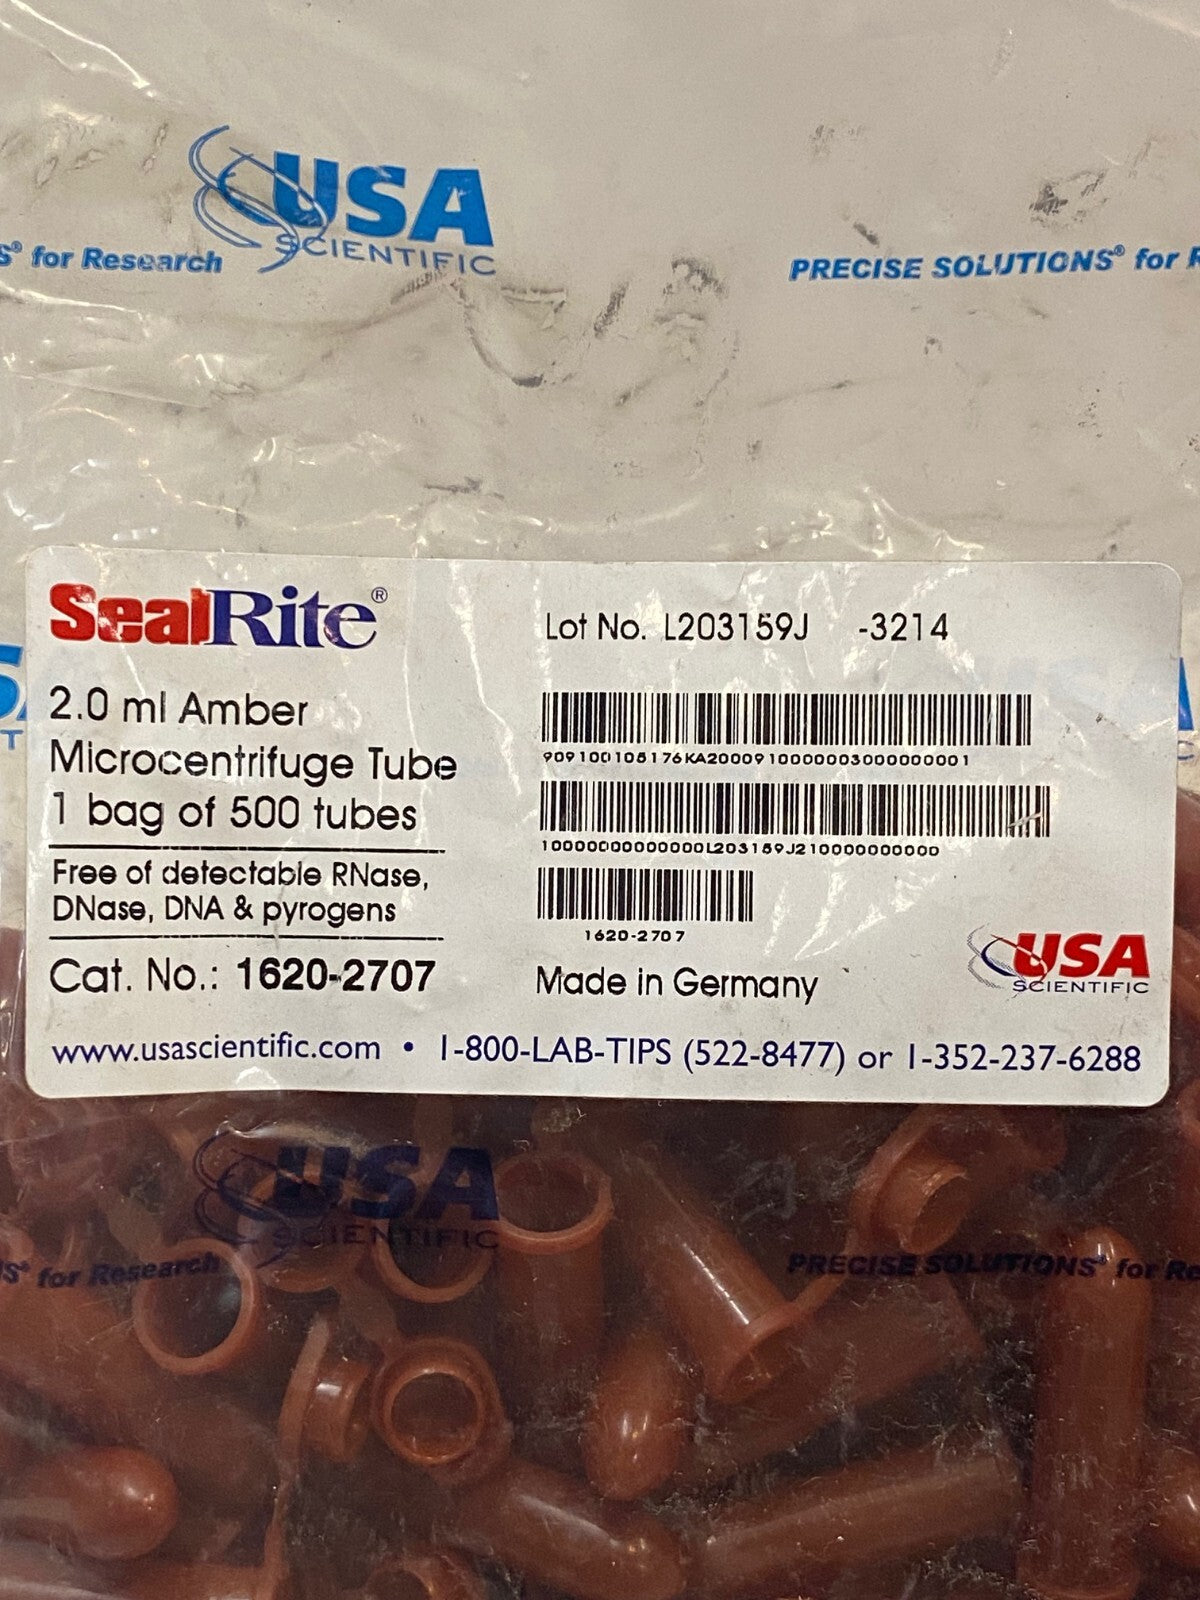 USA
SCIENTIFIC
S® for Research
PRECISE SOLUTIONS® for R
SealRite®
2.0 ml Amber
Microcentrifuge Tube
1 bag of 500 tubes
Free of detectable RNase,
DNase, DNA & pyrogens
Cat. No.: 1620-2707
Lot No. L203159J -3214
909100105176KA2000910000000300000000001
1620-2707
Made in Germany
USA
SCIENTIFIC
www.usascientific.com • 1-800-LAB-TIPS (522-8477) or 1-352-237-6288
USA
SCIENTIFIC
S® for Research
PRECISE SOLUTIONS® for Re